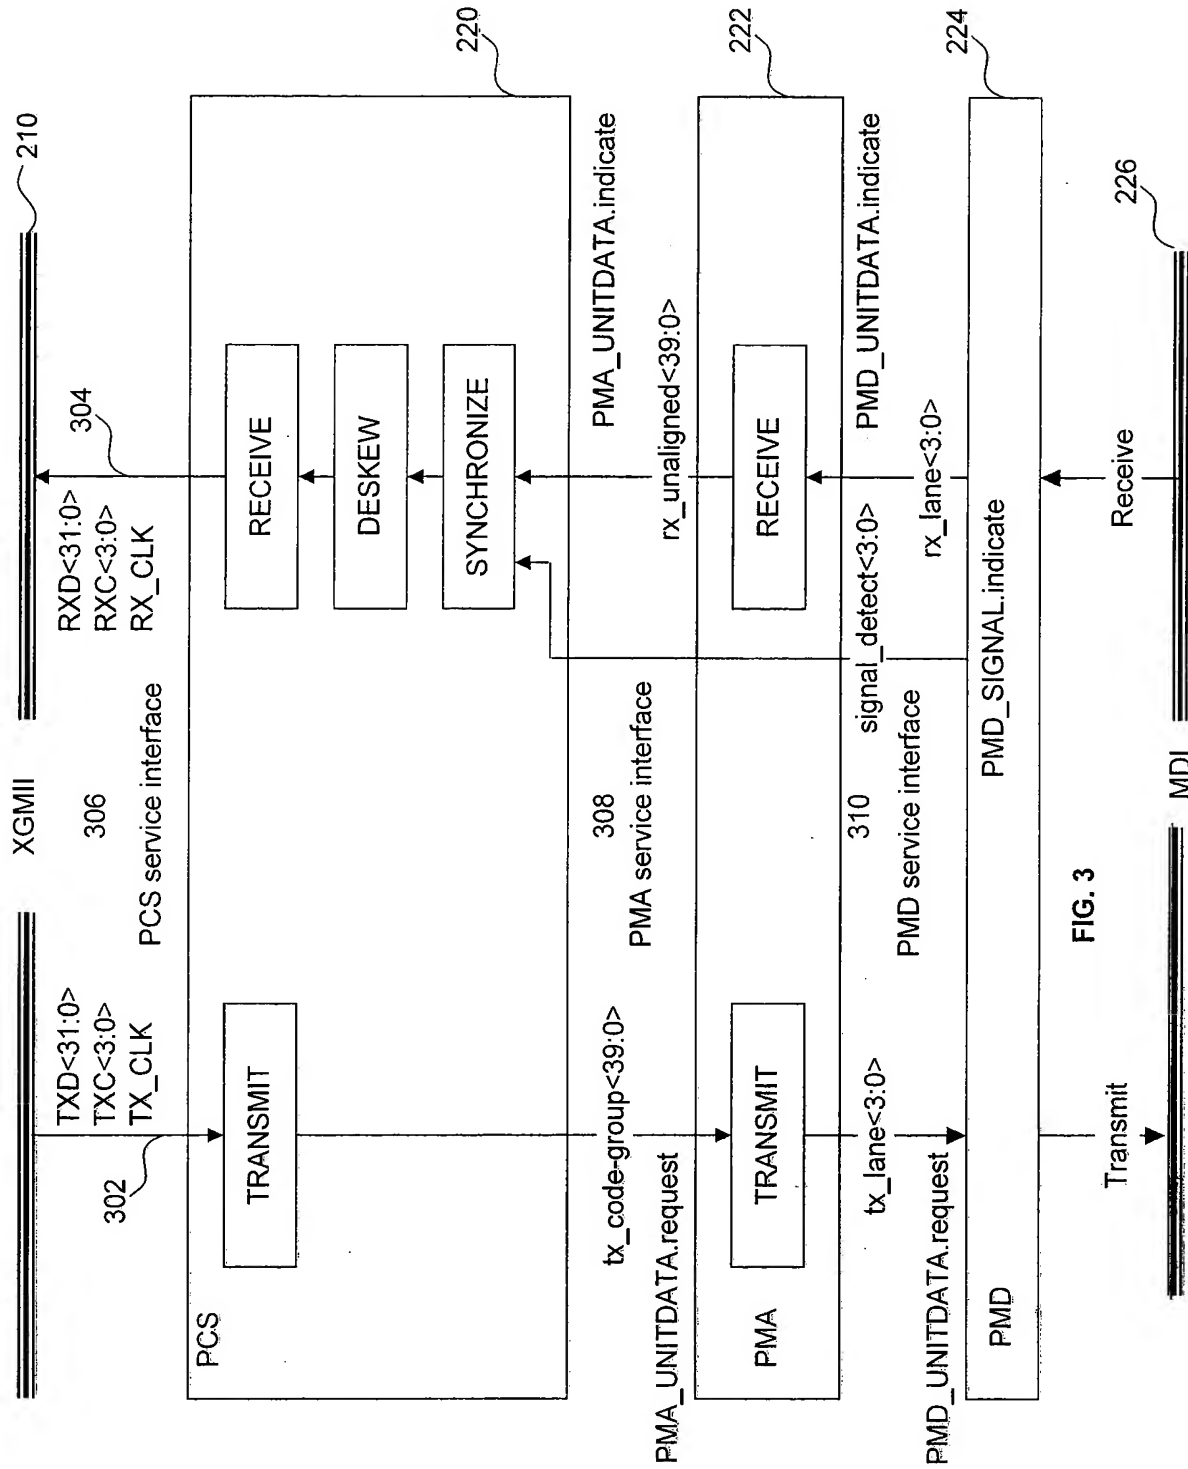 XGMII
210
TXD<31:0>
TXC<3:0>
TX_CLK
302
306
PCS service interface
RXD<31:0>
RXC<3:0>
RX_CLK
304
PCS
220
TRANSMIT
RECEIVE
DESKEW
SYNCHRONIZE
tx_code-group<39:0>
PMA_UNITDATA.request
308
PMA service interface
rx_unaligned<39:0>
PMA_UNITDATA.indicate
PMA
222
TRANSMIT
RECEIVE
tx_lane<3:0>
PMD_UNITDATA.request
310
PMD service interface
signal_detect<3:0>
rx_lane<3:0>
PMD_UNITDATA.indicate
PMD
PMD_SIGNAL.indicate
224
Transmit
Receive
MDI
226
FIG. 3